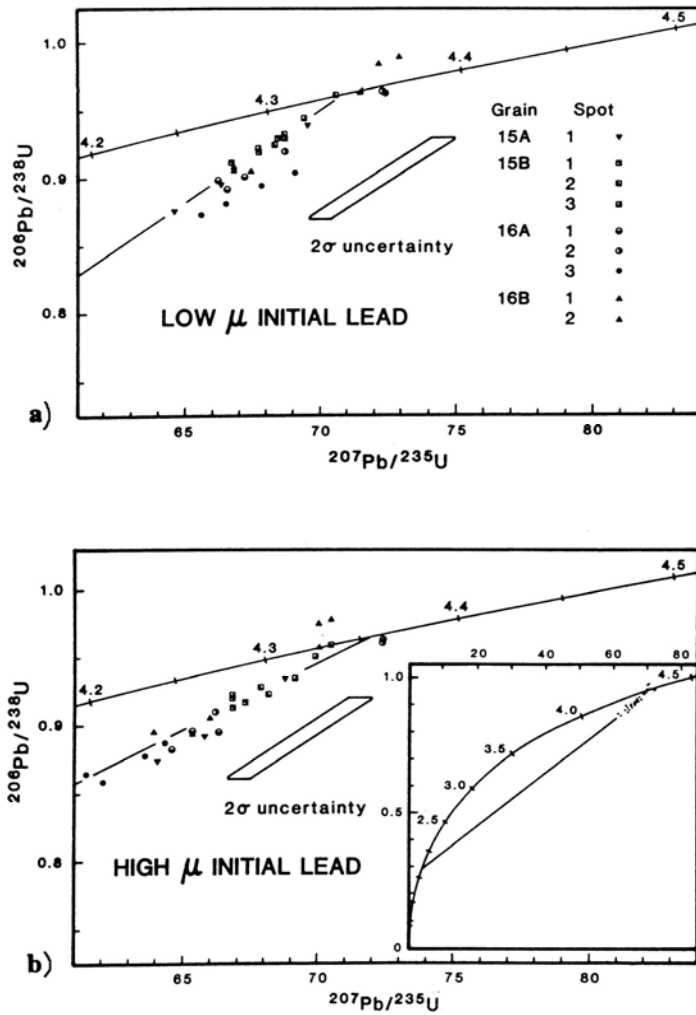 1.0
0.9
0.8
206Pb/238U
4.2
4.3
4.4
4.5
Grain Spot
15A 1
15B 1
2
3
16A 1
2
3
16B 1
2
2σ uncertainty
LOW μ INITIAL LEAD
a)
65 70 75 80
207Pb/235U
1.0
0.9
0.8
206Pb/238U
4.2
4.3
4.4
4.5
2σ uncertainty
HIGH μ INITIAL LEAD
20 40 60 80
1.0
0.5
0
2.5
3.0
3.5
4.0
4.5
b)
65 70 75 80
207Pb/235U